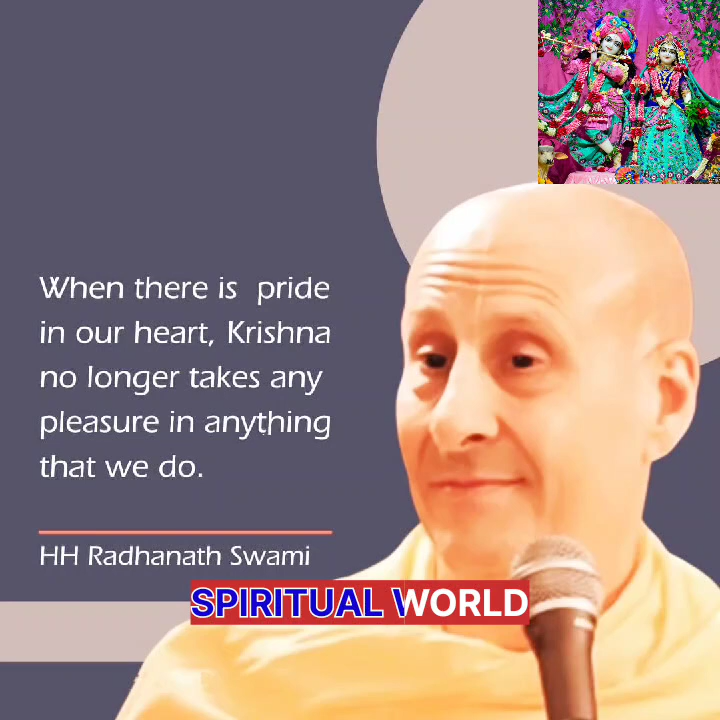 When there is pride
in our heart, Krishna
no longer takes any
pleasure in anything
that we do.
HH Radhanath Swami
SPIRITUAL WORLD